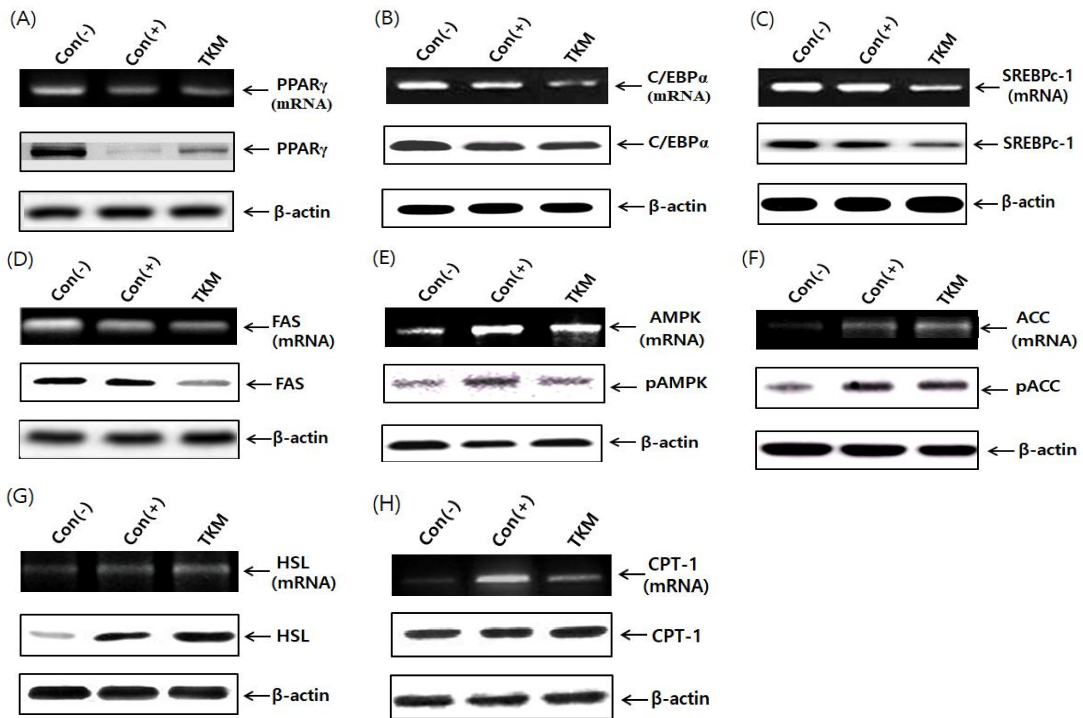 (A)
Con(-) Con(+) TKM
PPARγ
(mRNA)
PPARγ
β-actin
(B)
Con(-) Con(+) TKM
C/EBPα
(mRNA)
C/EBPα
β-actin
(C)
Con(-) Con(+) TKM
SREBPc-1
(mRNA)
SREBPc-1
β-actin
(D)
Con(-) Con(+) TKM
FAS
(mRNA)
FAS
β-actin
(E)
Con(-) Con(+) TKM
AMPK
(mRNA)
pAMPK
β-actin
(F)
Con(-) Con(+) TKM
ACC
(mRNA)
pACC
β-actin
(G)
Con(-) Con(+) TKM
HSL
(mRNA)
HSL
β-actin
(H)
Con(-) Con(+) TKM
CPT-1
(mRNA)
CPT-1
β-actin